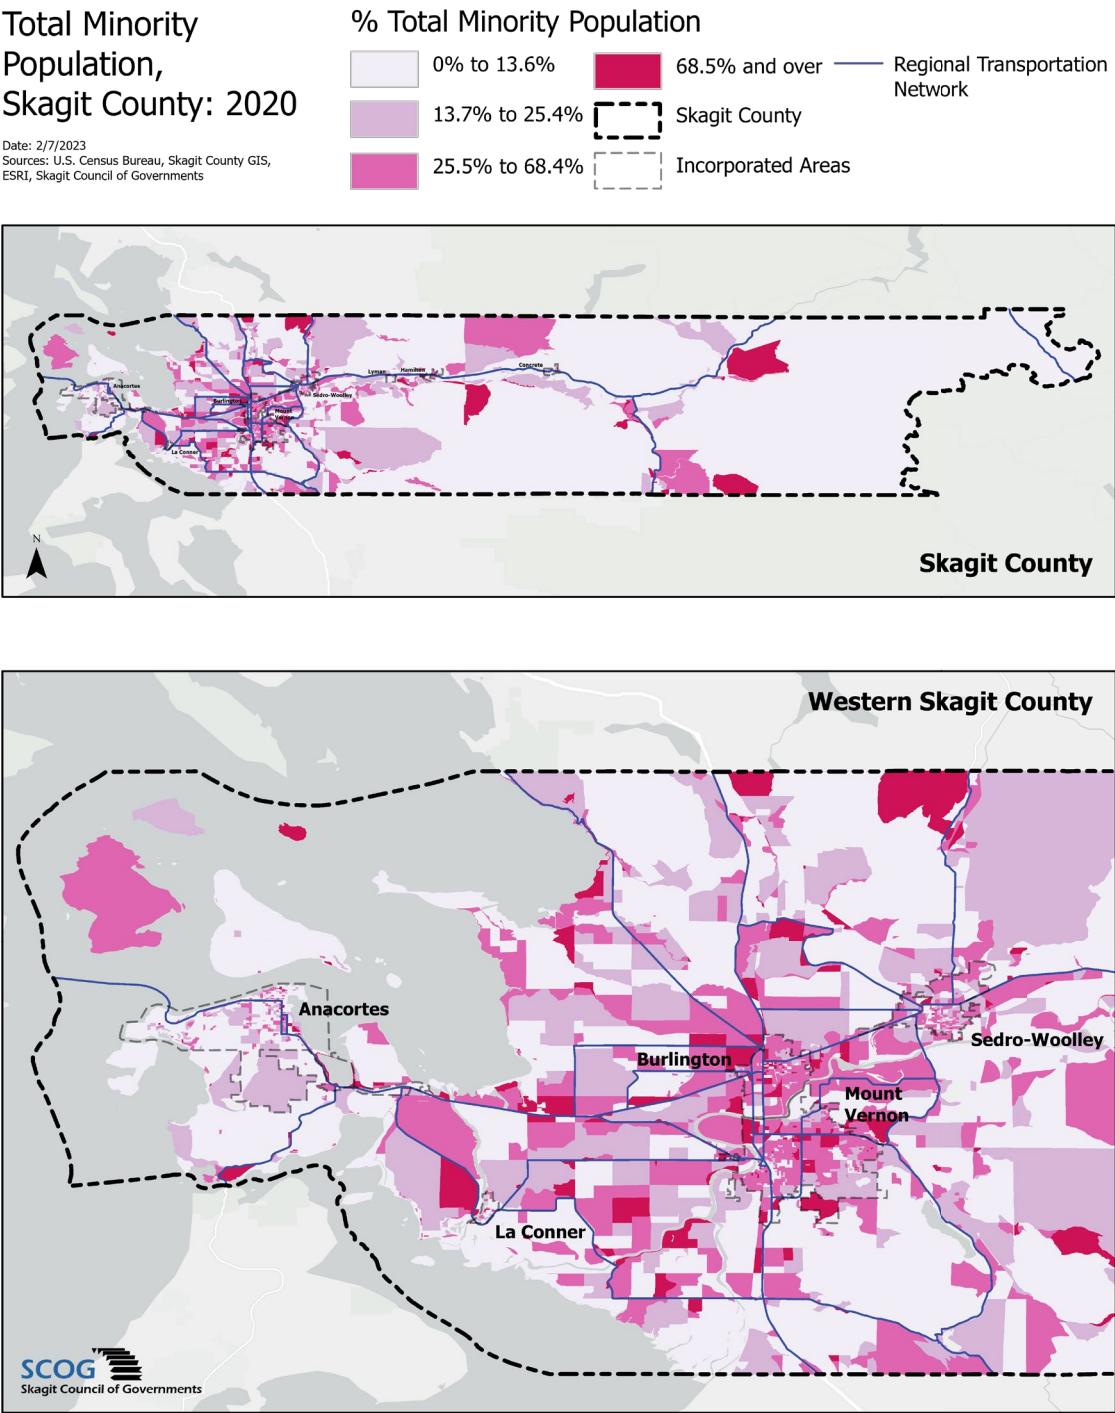 Total Minority
Population,
Skagit County: 2020
Date: 2/7/2023
Sources: U.S. Census Bureau, Skagit County GIS,
ESRI, Skagit Council of Governments
% Total Minority Population
0% to 13.6%
13.7% to 25.4%
25.5% to 68.4%
68.5% and over
Skagit County
Incorporated Areas
Regional Transportation
Network
Anacortes
Burlington
Mount
Vernon
La Conner
Sedro-Woolley
Lyman
Hamilton
Concrete
N
Skagit County
Western Skagit County
Anacortes
Burlington
Sedro-Woolley
Mount
Vernon
La Conner
SCOG
Skagit Council of Governments